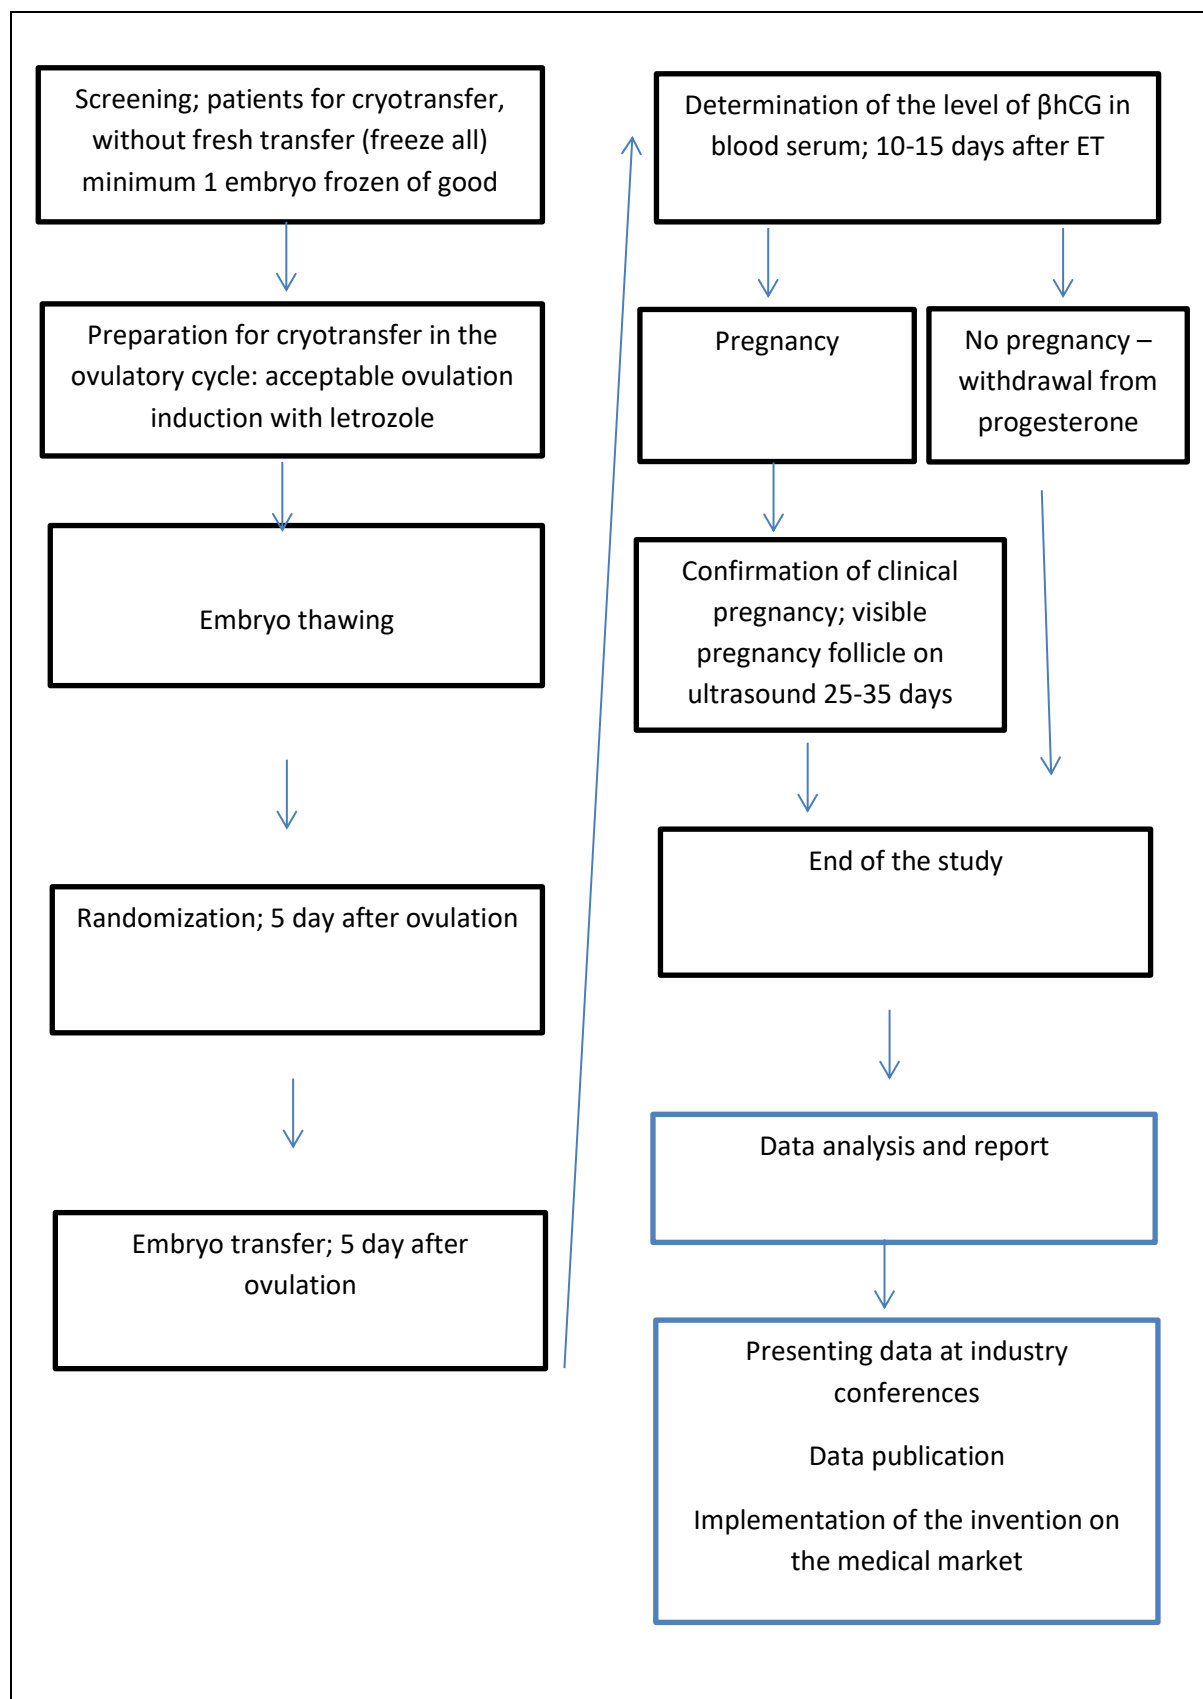 Screening; patients for cryotransfer,
without fresh transfer (freeze all)
minimum 1 embryo frozen of good
Preparation for cryotransfer in the
ovulatory cycle: acceptable ovulation
induction with letrozole
Embryo thawing
Randomization; 5 day after ovulation
Embryo transfer; 5 day after
ovulation
Determination of the level of βhCG in
blood serum; 10-15 days after ET
Pregnancy
No pregnancy –
withdrawal from
progesterone
Confirmation of clinical
pregnancy; visible
pregnancy follicle on
ultrasound 25-35 days
End of the study
Data analysis and report
Presenting data at industry
conferences
Data publication
Implementation of the invention on
the medical market